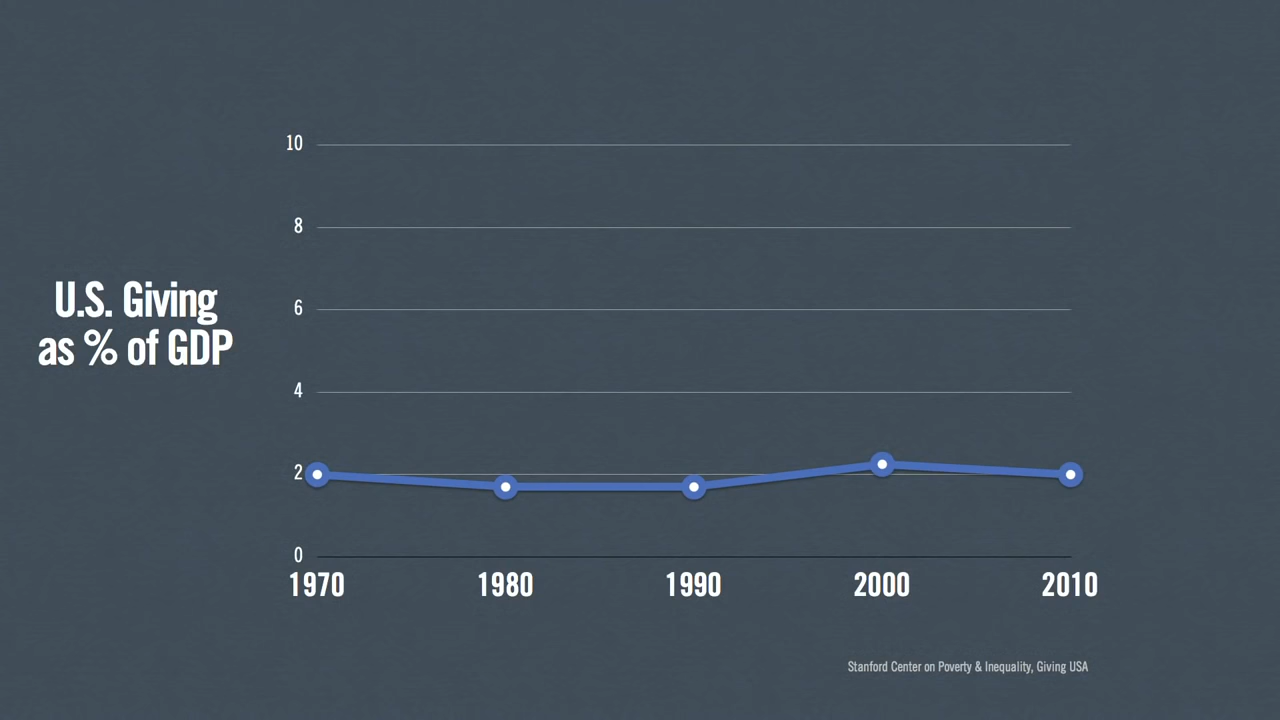 U.S. Giving
as % of GDP
10
8
6
4
2
0
1970 1980 1990 2000 2010
Stanford Center on Poverty & Inequality, Giving USA